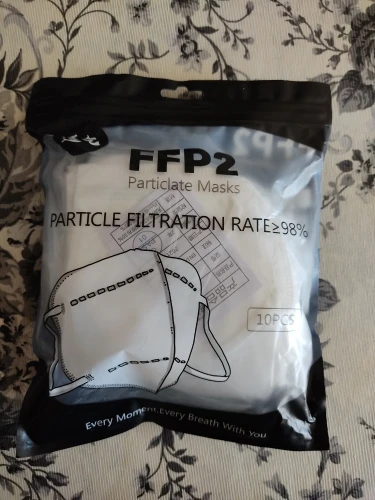 FFP2
Particlate Masks
PARTICLE FILTRATION RATE≥98%
10PCS
Every Moment,Every Breath With You